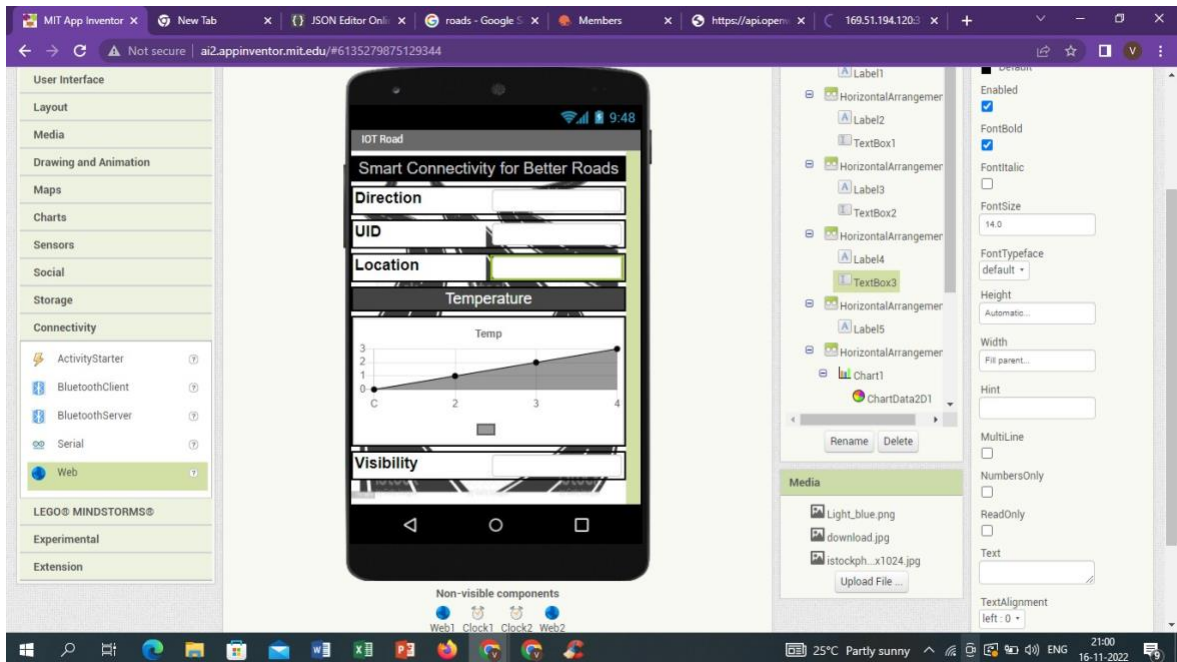 MIT App Inventor
New Tab
JSON Editor Onli
roads - Google S
Members
https://api.openw
169.51.194.120:3
Not secure
ai2.appinventor.mit.edu/#6135279875129344
V
User Interface
Layout
Media
Drawing and Animation
Maps
Charts
Sensors
Social
Storage
Connectivity
ActivityStarter
BluetoothClient
BluetoothServer
Serial
Web
LEGO® MINDSTORMS®
Experimental
Extension
9:48
IOT Road
Smart Connectivity for Better Roads
Direction
UID
Location
Temperature
Temp
3
2
1
0
C 2 3 4
Visibility
Non-visible components
Web1 Clock1 Clock2 Web2
Label1
HorizontalArrangemer
Label2
TextBox1
HorizontalArrangemer
Label3
TextBox2
HorizontalArrangemer
Label4
TextBox3
HorizontalArrangemer
Label5
HorizontalArrangemer
Chart1
ChartData2D1
Rename Delete
Media
Light_blue.png
download.jpg
istockph...x1024.jpg
Upload File ...
Default
Enabled
FontBold
FontItalic
FontSize
14.0
FontTypeface
default
Height
Automatic...
Width
Fill parent...
Hint
MultiLine
NumbersOnly
ReadOnly
Text
TextAlignment
left : 0
25°C Partly sunny
ENG
21:00
16-11-2022